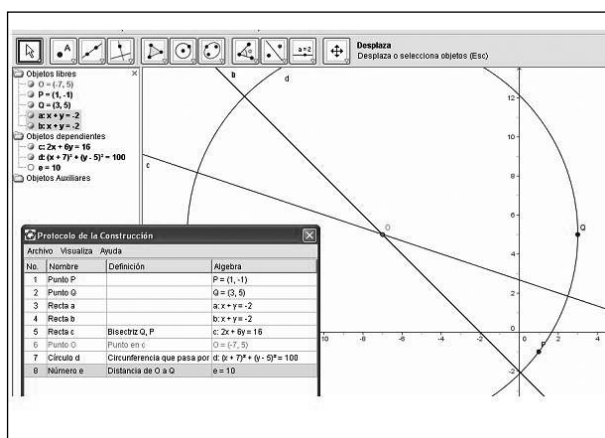 Desplaza
Desplaza o selecciona objetos (Esc)
A
a=2
Objetos libres
O = (-7, 5)
P = (1, -1)
Q = (3, 5)
a: x + y = -2
b: x + y = -2
Objetos dependientes
c: 2x + 6y = 16
d: (x + 7)² + (y - 5)² = 100
e = 10
Objetos Auxiliares
b
d
c
O
Q
P
12
10
8
6
4
2
0
-2
-10
-8
-6
-4
-2
0
2
4
Protocolo de la Construcción
Archivo Visualiza Ayuda
No. Nombre Definición Algebra
1 Punto P P = (1, -1)
2 Punto Q Q = (3, 5)
3 Recta a a: x + y = -2
4 Recta b b: x + y = -2
5 Recta c Bisectriz Q, P c: 2x + 6y = 16
6 Punto O Punto en c O = (-7, 5)
7 Círculo d Circunferencia que pasa por d: (x + 7)² + (y - 5)² = 100
8 Número e Distancia de O a Q e = 10